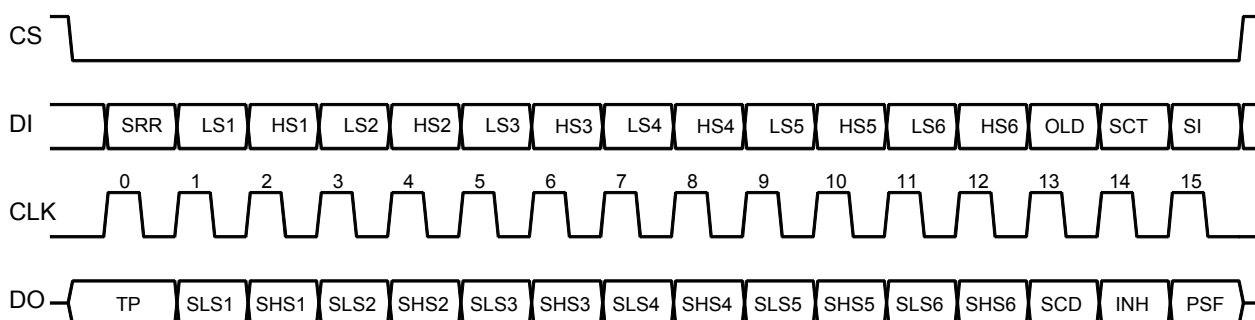 CS
DI SRR LS1 HS1 LS2 HS2 LS3 HS3 LS4 HS4 LS5 HS5 LS6 HS6 OLD SCT SI
0 1 2 3 4 5 6 7 8 9 10 11 12 13 14 15
CLK
DO TP SLS1 SHS1 SLS2 SHS2 SLS3 SHS3 SLS4 SHS4 SLS5 SHS5 SLS6 SHS6 SCD INH PSF